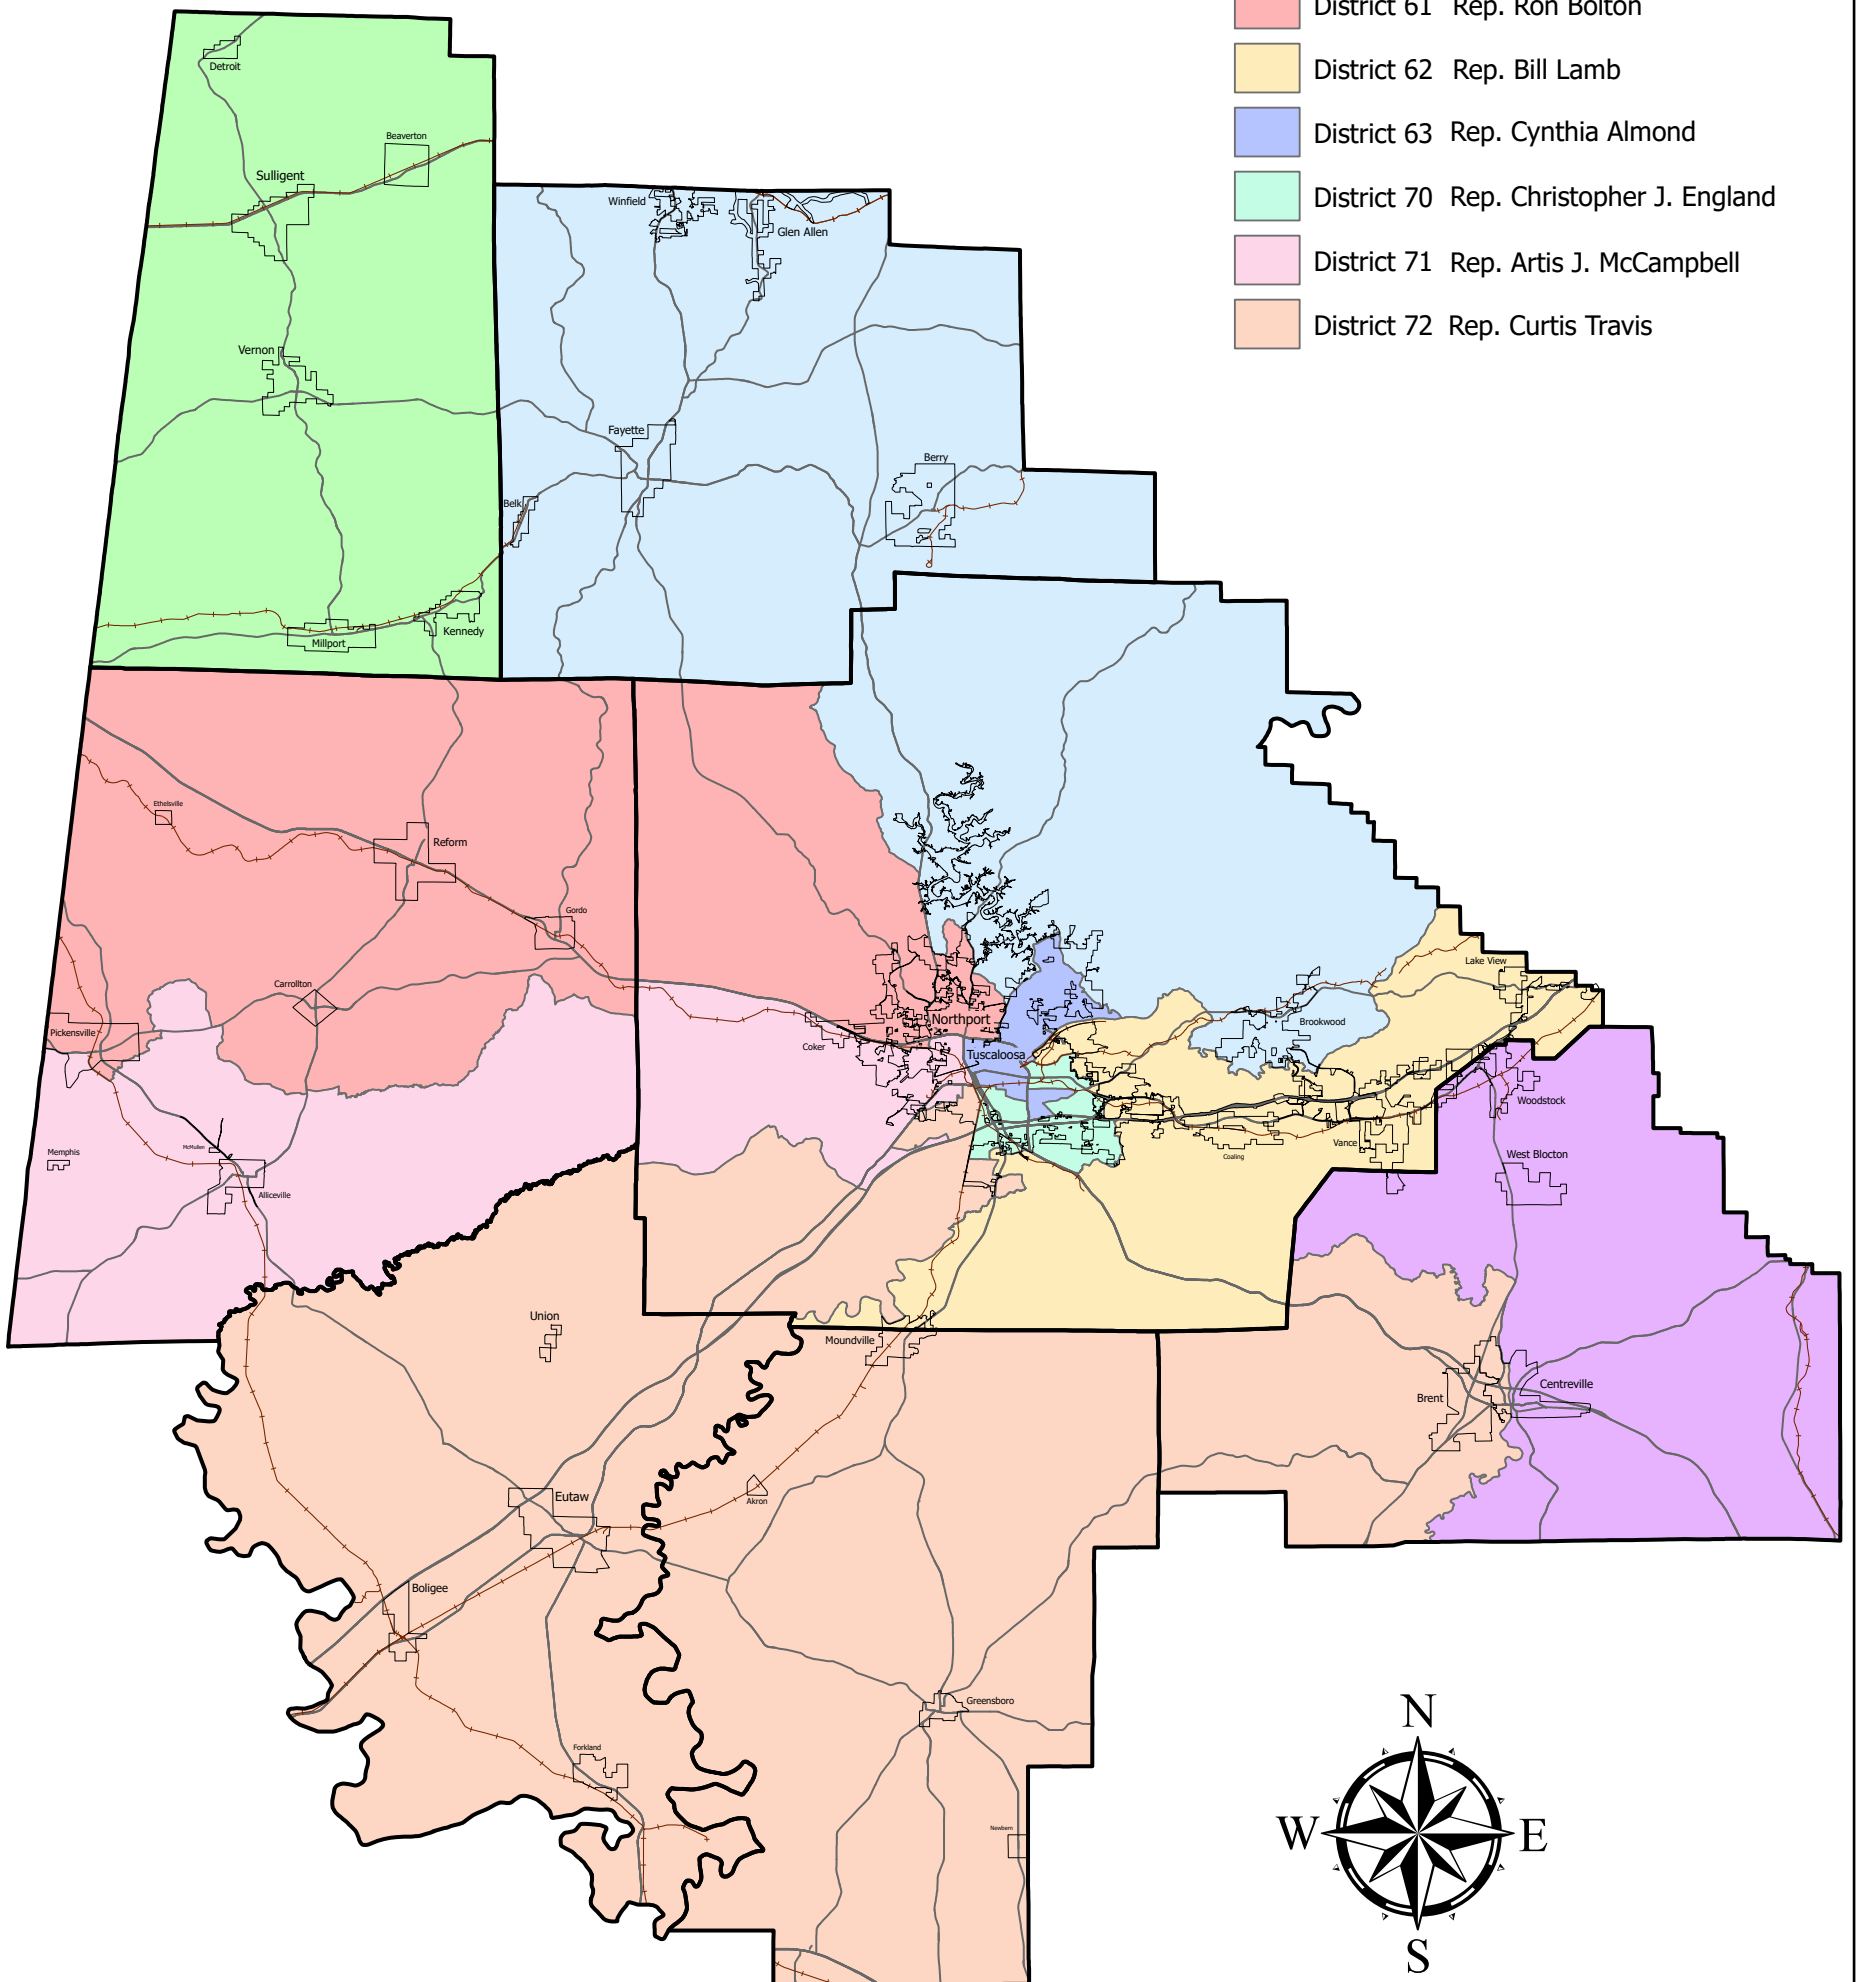 District 61 Rep. Ron Bolton
District 62 Rep. Bill Lamb
District 63 Rep. Cynthia Almond
District 70 Rep. Christopher J. England
District 71 Rep. Artis J. McCampbell
District 72 Rep. Curtis Travis
Detroit
Beaverton
Sulligent
Winfield
Glen Allen
Vernon
Fayette
Berry
Belk
Kennedy
Millport
Ethelsville
Reform
Gordo
Lake View
Carrollton
Pickensville
Northport
Brookwood
Coker
Tuscaloosa
Woodstock
Vance
McMullen
Memphis
Coaling
West Blocton
Alliceville
Union
Moundville
Brent
Centreville
Eutaw
Akron
Boligee
Greensboro
Forkland
Newbern
N
W
E
S